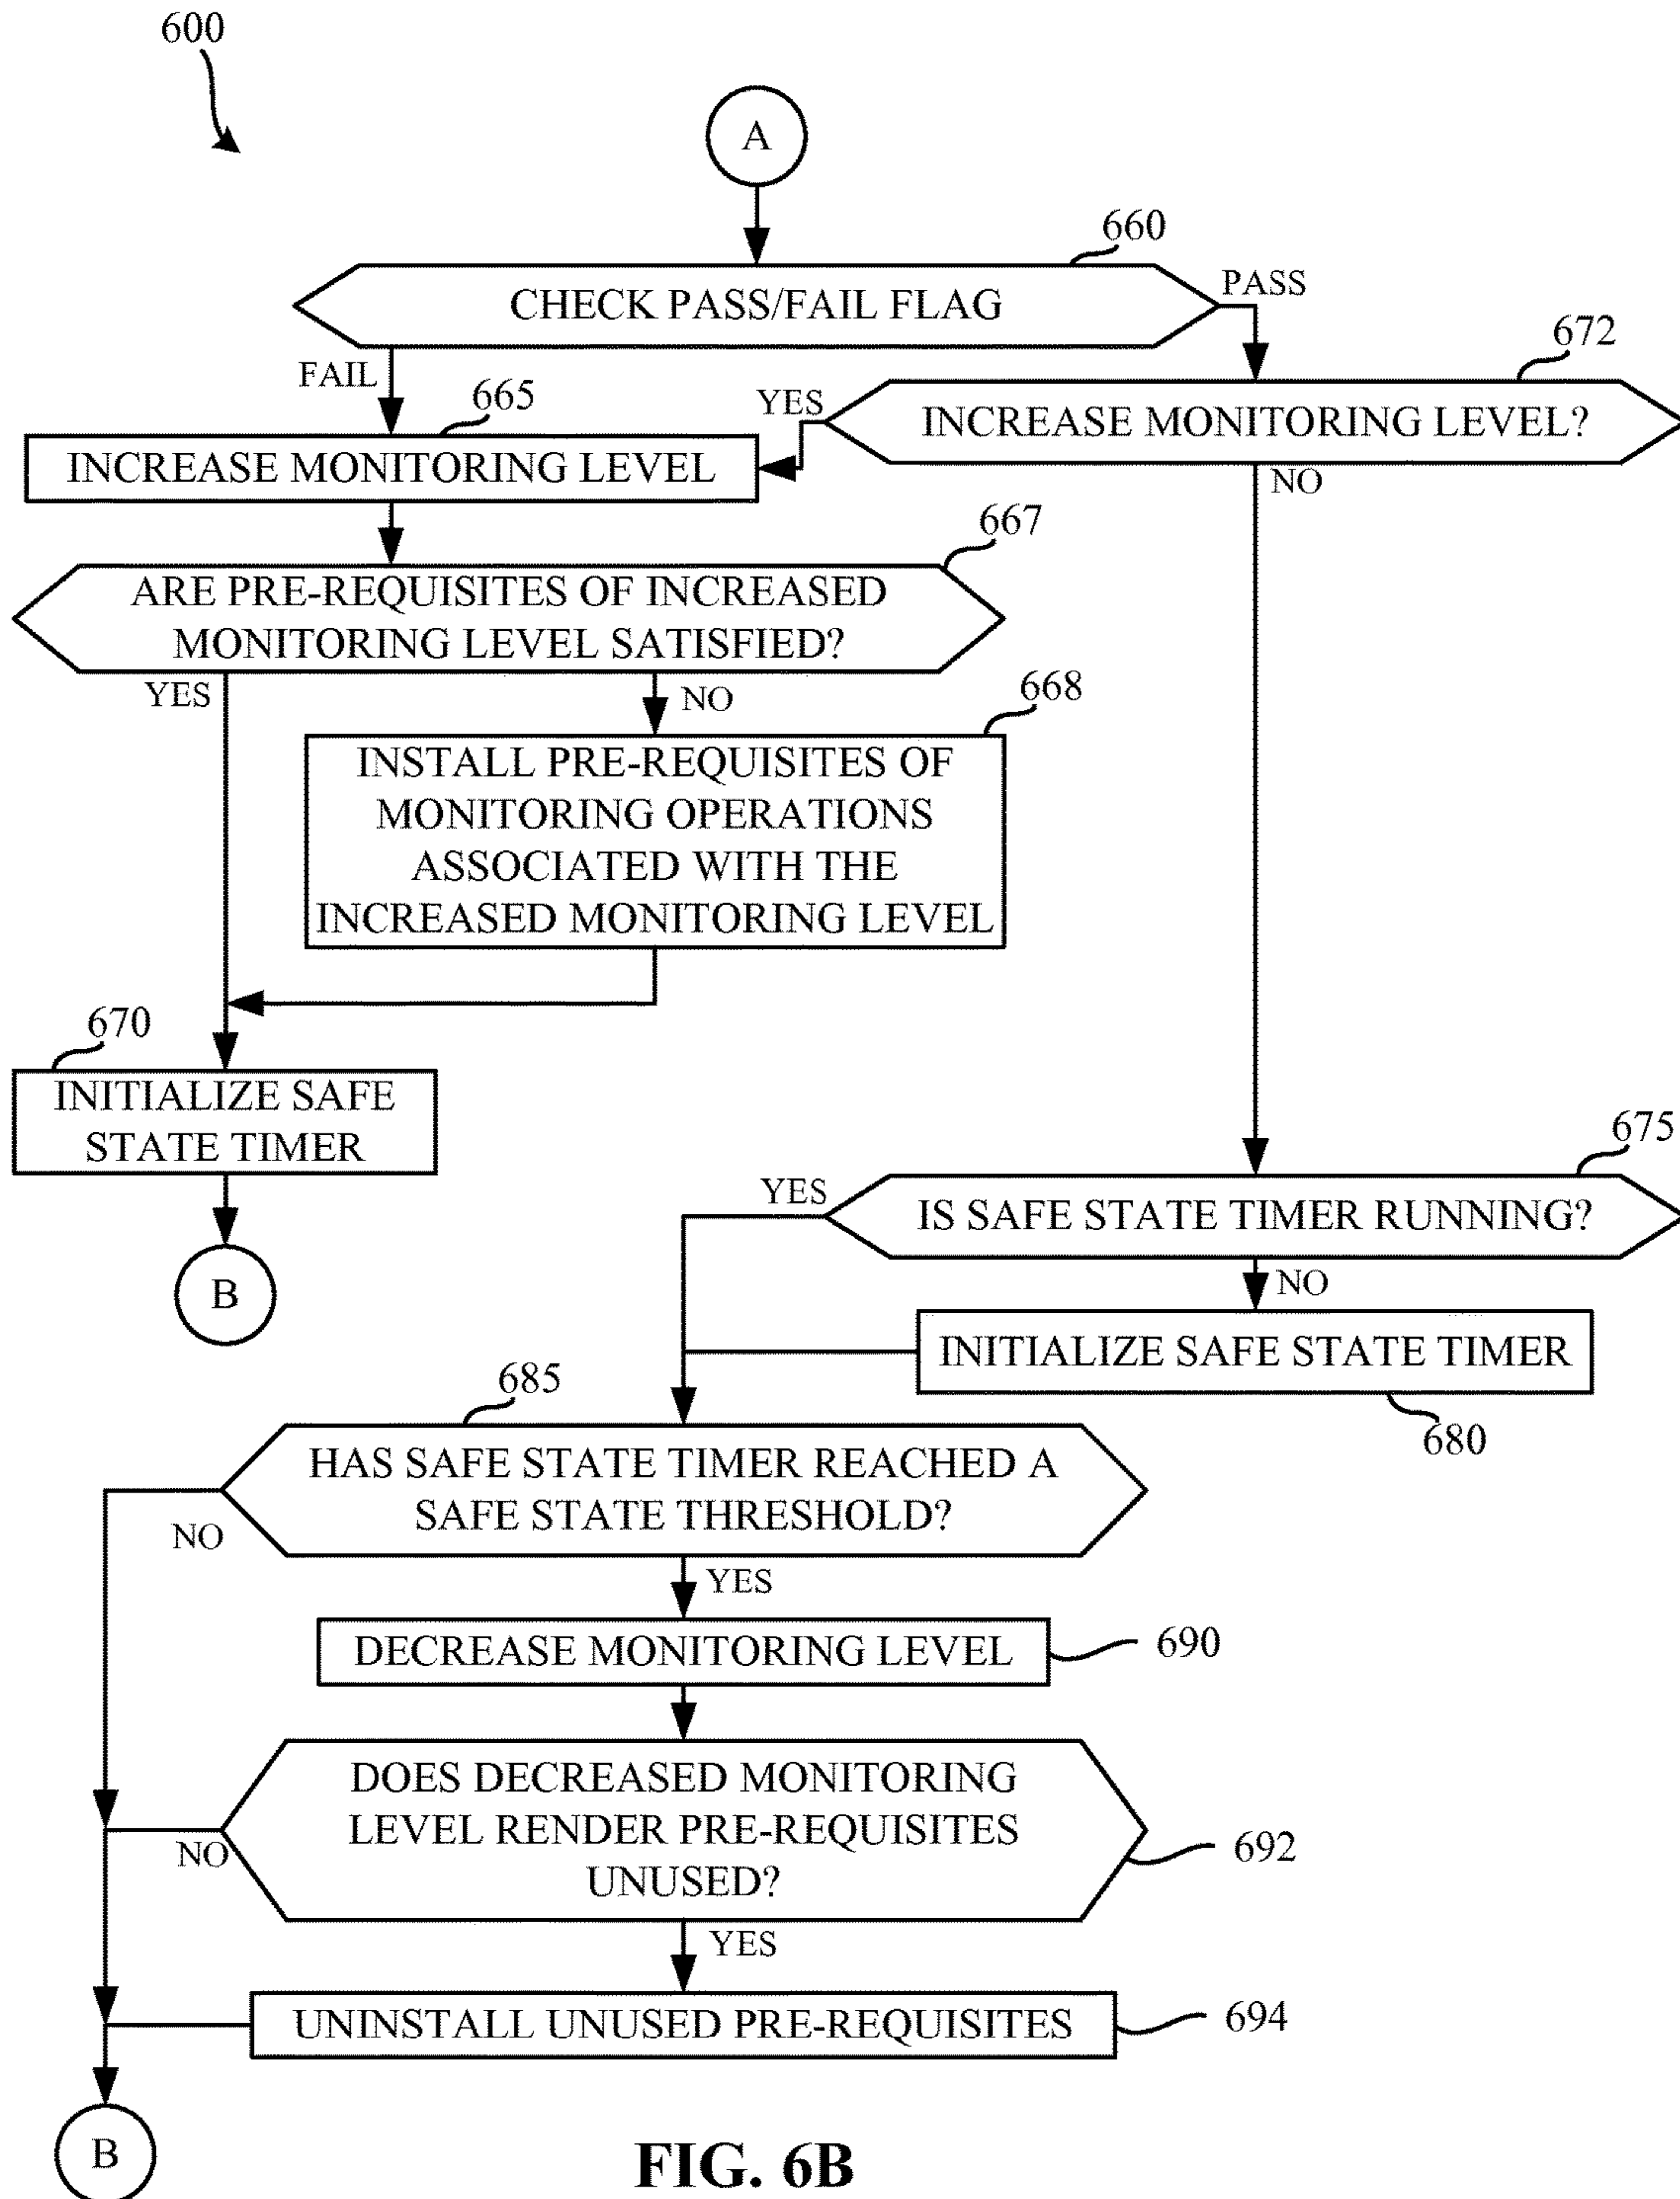 600
A
660
CHECK PASS/FAIL FLAG
PASS
672
FAIL
665
YES
INCREASE MONITORING LEVEL?
INCREASE MONITORING LEVEL
NO
667
ARE PRE-REQUISITES OF INCREASED
MONITORING LEVEL SATISFIED?
YES
NO
668
INSTALL PRE-REQUISITES OF
MONITORING OPERATIONS
ASSOCIATED WITH THE
INCREASED MONITORING LEVEL
670
INITIALIZE SAFE
STATE TIMER
B
675
YES
IS SAFE STATE TIMER RUNNING?
NO
INITIALIZE SAFE STATE TIMER
680
685
HAS SAFE STATE TIMER REACHED A
SAFE STATE THRESHOLD?
NO
YES
DECREASE MONITORING LEVEL
690
DOES DECREASED MONITORING
LEVEL RENDER PRE-REQUISITES
UNUSED?
NO
692
YES
UNINSTALL UNUSED PRE-REQUISITES
694
B
FIG. 6B